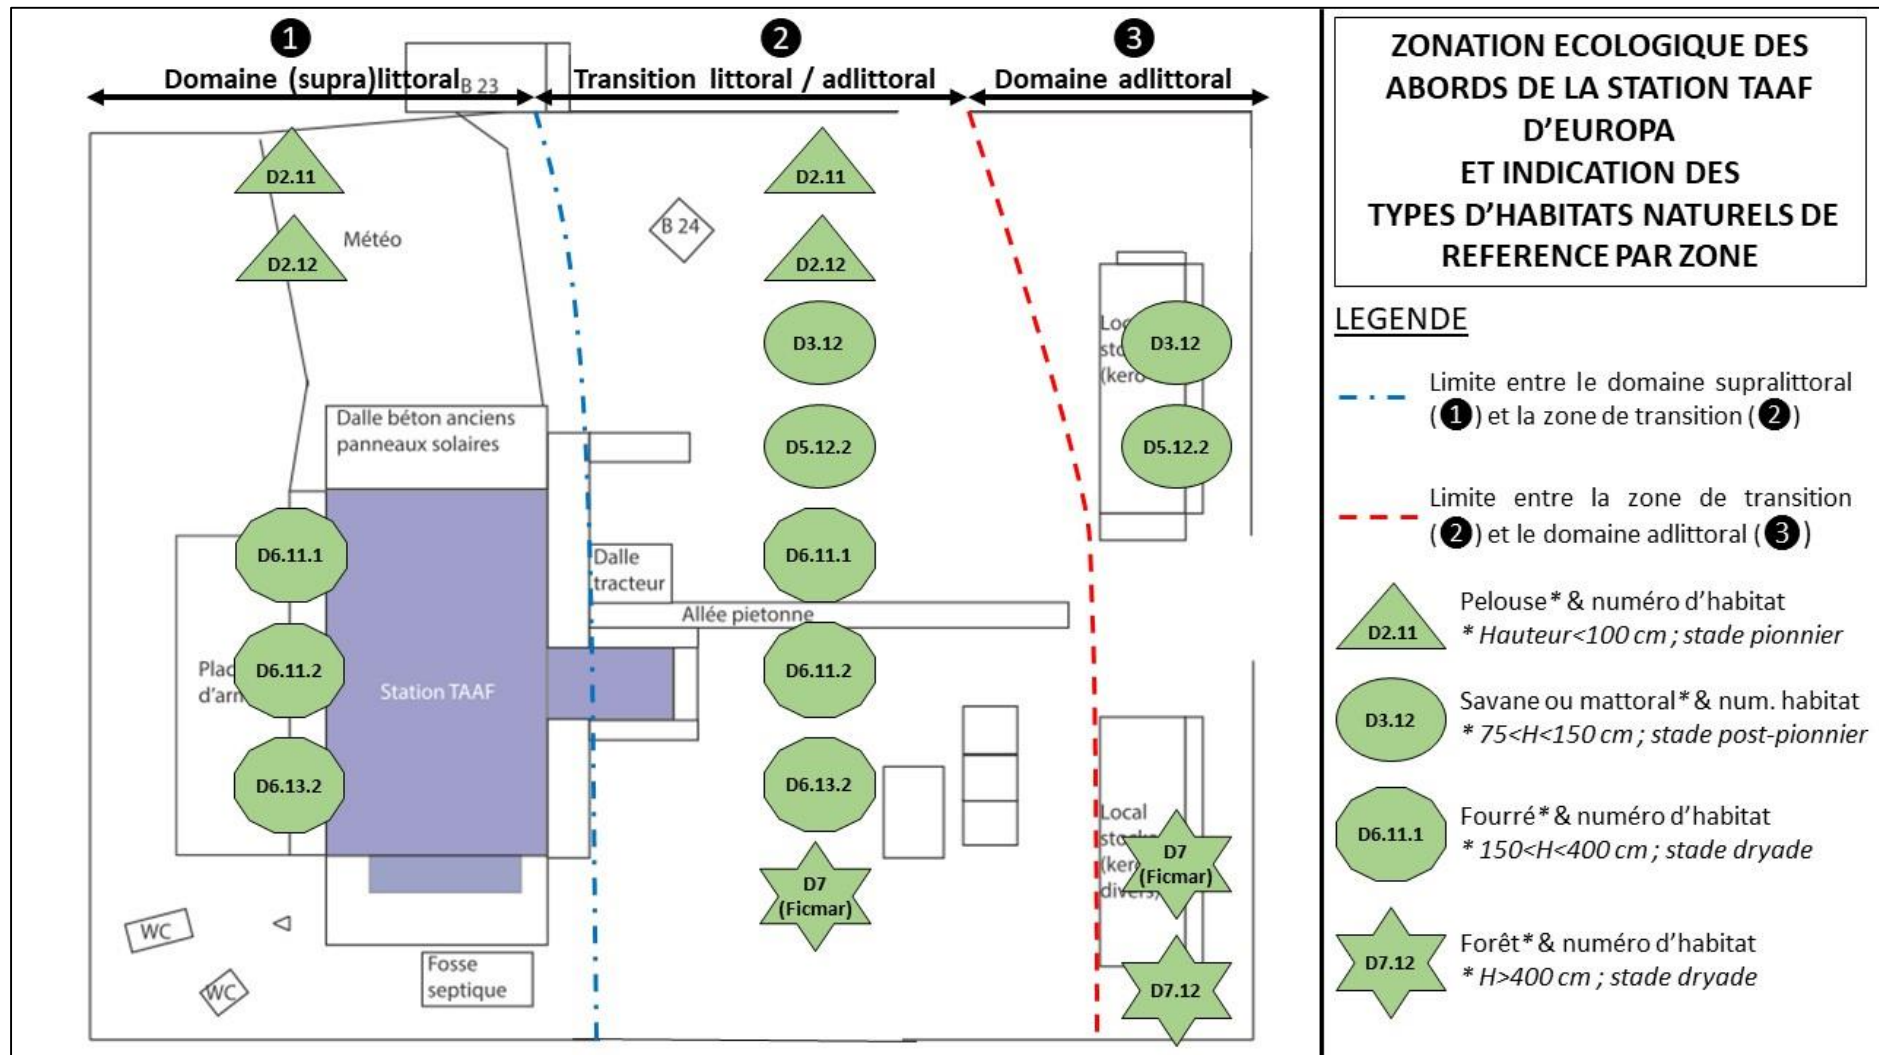 ❶
❷
❸
Domaine (supra)littoral
Transition littoral / adlittoral
Domaine adlittoral
B 23
D2.11
D2.12
Météo
Dalle béton anciens
panneaux solaires
D6.11.1
D6.11.2
D6.13.2
Plac
d'arm
Station TAAF
WC
WC
Fosse
septique
D2.11
B 24
D2.12
D3.12
D5.12.2
D6.11.1
Dalle
tracteur
Allée pietonne
D6.11.2
D6.13.2
D7
(Ficmar)
Loc
sto
(kero
D3.12
D5.12.2
Local
stocks
(kero
divers)
D7
(Ficmar)
D7.12
ZONATION ECOLOGIQUE DES
ABORDS DE LA STATION TAAF
D'EUROPA
ET INDICATION DES
TYPES D'HABITATS NATURELS DE
REFERENCE PAR ZONE
LEGENDE
Limite entre le domaine supralittoral
(❶) et la zone de transition (❷)
Limite entre la zone de transition
(❷) et le domaine adlittoral (❸)
D2.11
Pelouse* & numéro d'habitat
* Hauteur<100 cm ; stade pionnier
D3.12
Savane ou mattoral* & num. habitat
* 75<H<150 cm ; stade post-pionnier
D6.11.1
Fourré* & numéro d'habitat
* 150<H<400 cm ; stade dryade
D7.12
Forêt* & numéro d'habitat
* H>400 cm ; stade dryade